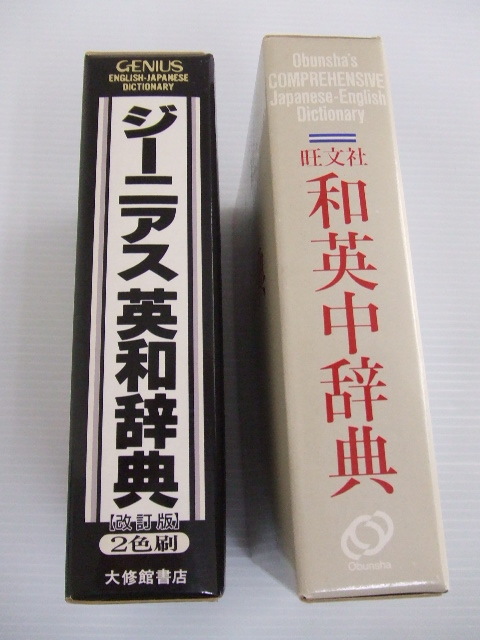 GENIUS
ENGLISH-JAPANESE
DICTIONARY
ジーニアス英和辞典
【改訂版】
2色刷
大修館書店
Obunsha's
COMPREHENSIVE
Japanese-English
Dictionary
旺文社
和英中辞典
Obunsha